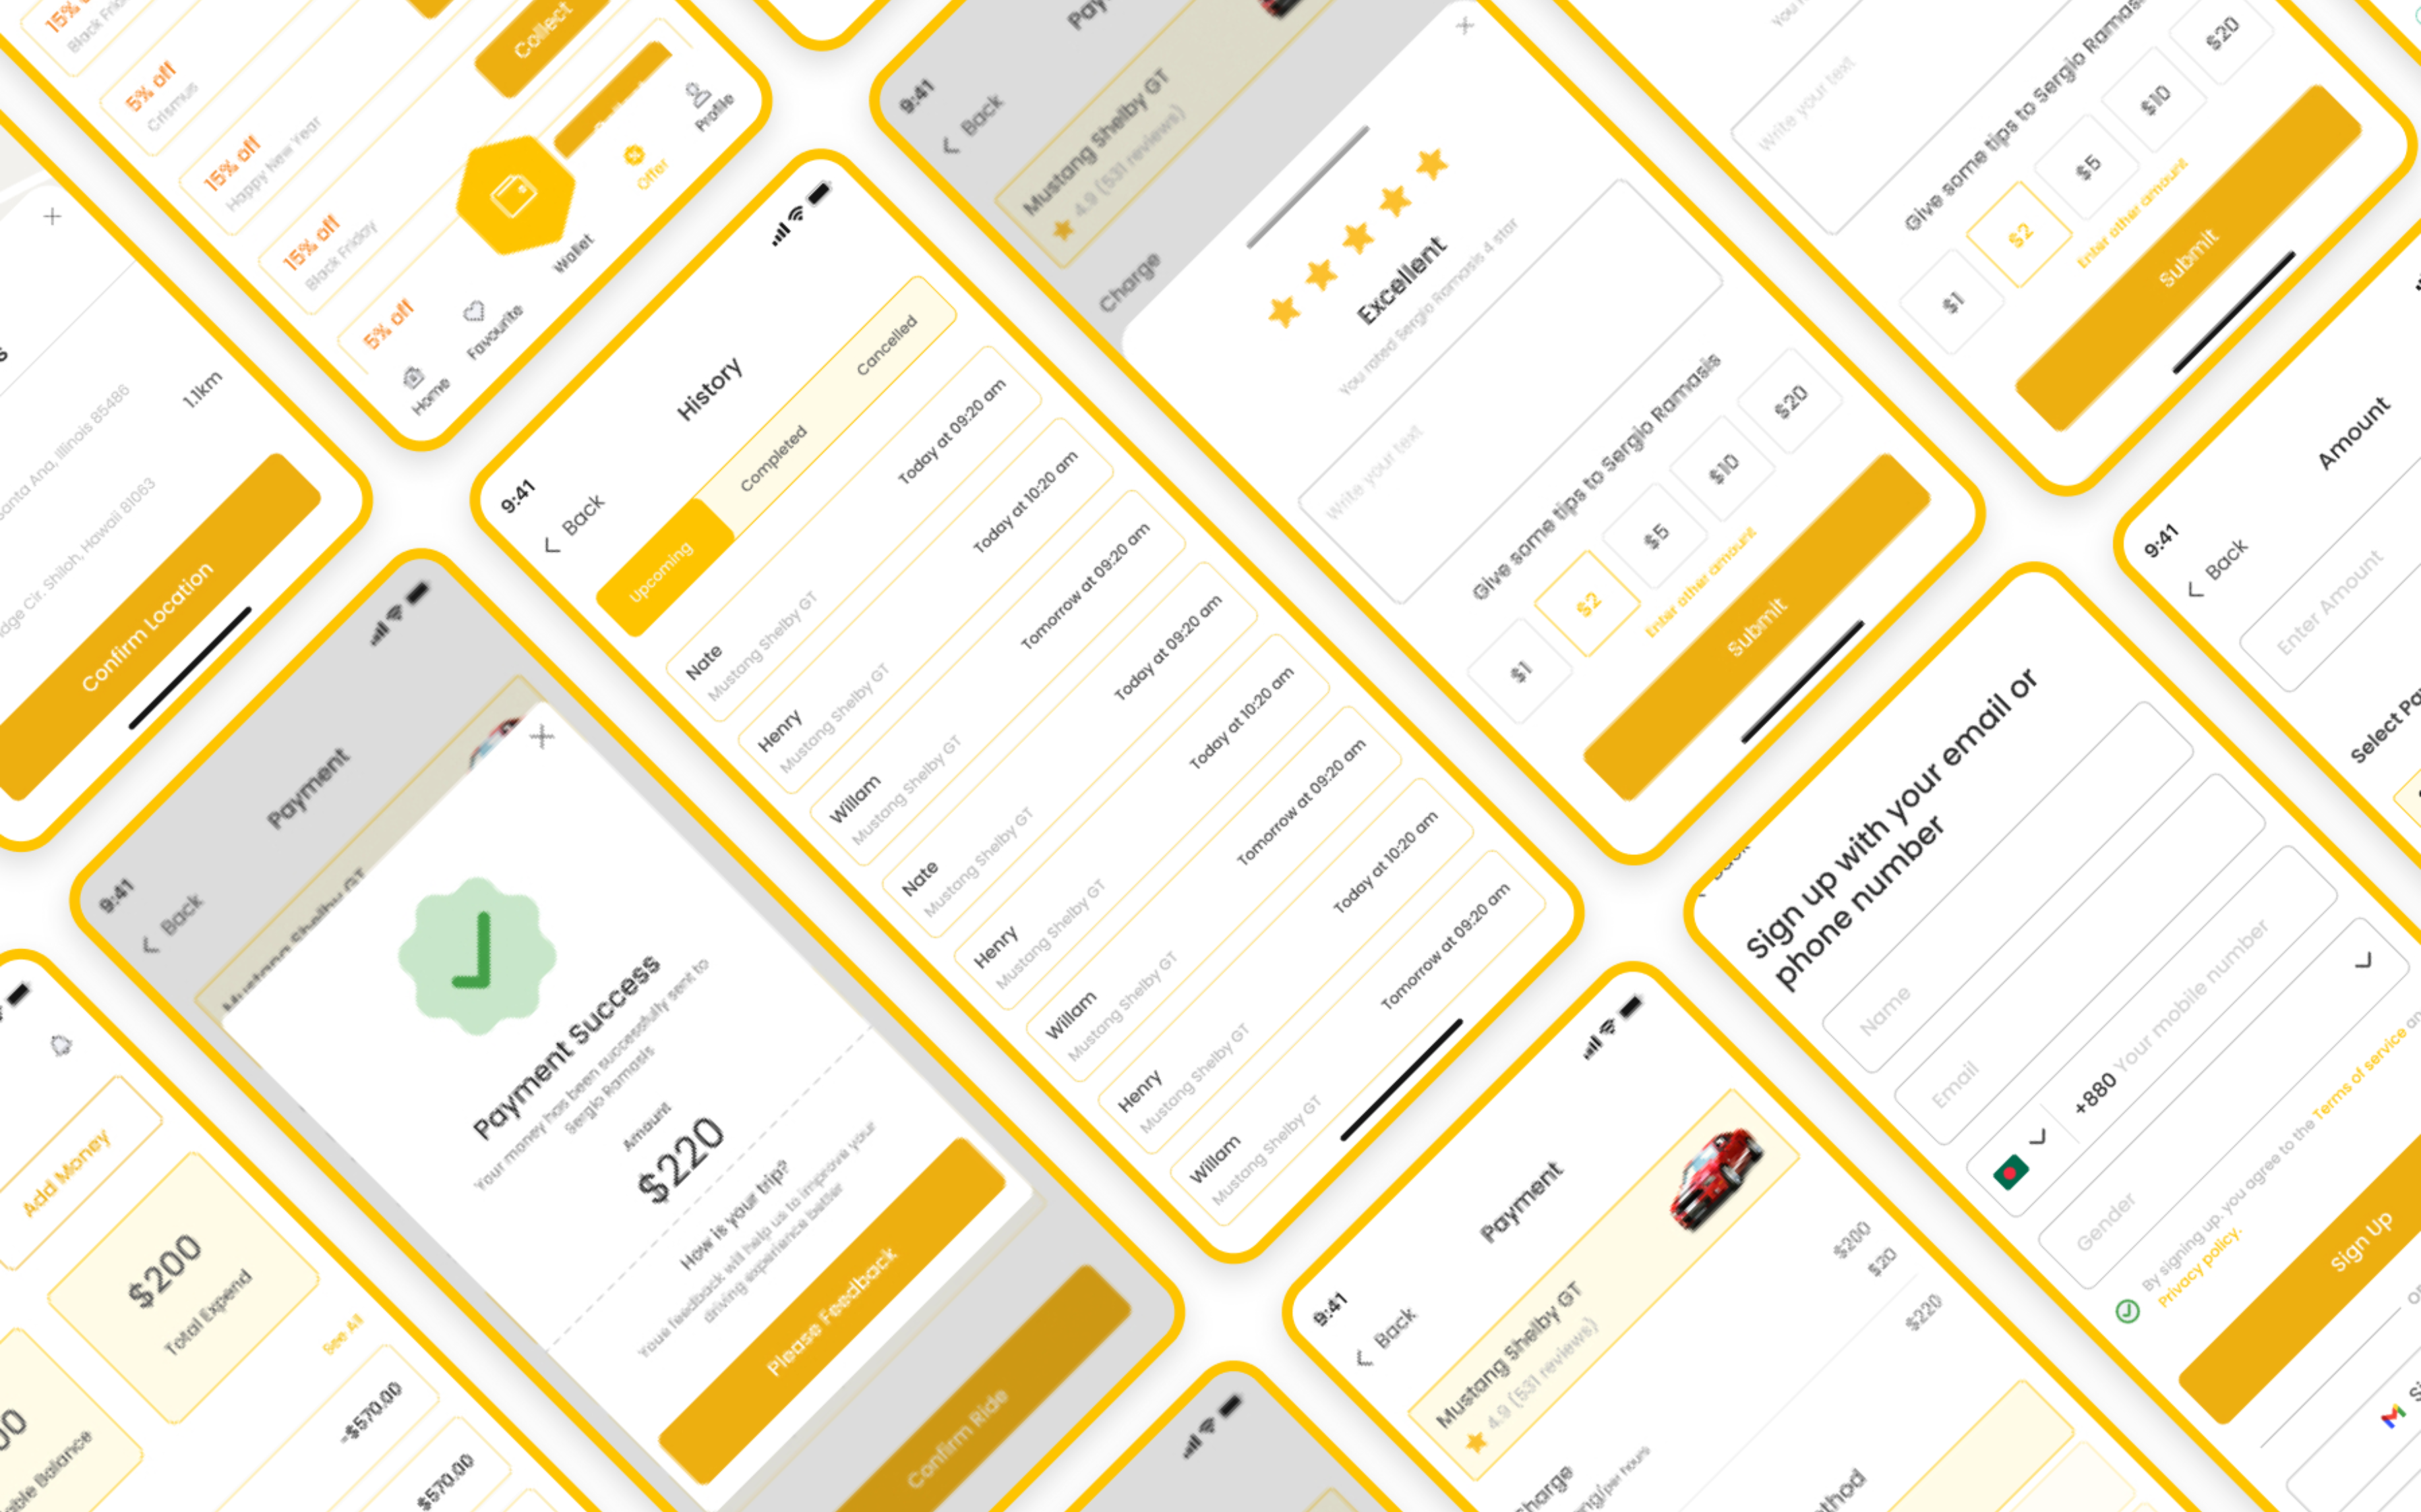 15%
Black Friday
5% off
Crismus
15% off
Happy New Year
15% off
Black Friday
5% off
Collect
Home
Favourite
Wallet
Offer
Profile
Santa Ana, Illinois 85486
1.1km
Cir. Shiloh, Hawaii 81063
Confirm Location
9:41
Back
History
Upcoming
Completed
Cancelled
Nate
Mustang Shelby GT
Today at 09:20 am
Henry
Mustang Shelby GT
Today at 10:20 am
Willam
Mustang Shelby GT
Tomorrow at 09:20 am
Nate
Mustang Shelby GT
Today at 09:20 am
Henry
Mustang Shelby GT
Today at 10:20 am
Willam
Mustang Shelby GT
Tomorrow at 09:20 am
Henry
Mustang Shelby GT
Today at 10:20 am
Willam
Mustang Shelby GT
Tomorrow at 09:20 am
9:41
Back
Mustang Shelby GT
4.9 (531 reviews)
Charge
Excellent
You rated Sergio Ramasis 4 star
Write your text
Give some tips to Sergio Ramasis
$1
$2
$5
$10
$20
Enter other amount
Submit
Write your text
Give some tips to Sergio Ramasis
$1
$2
$5
$10
$20
Enter other amount
Submit
9:41
Back
Amount
Enter Amount
Select
9:41
Back
Payment
Mustang Shelby GT
Payment Success
Your money has been successfully sent to
Sergio Ramasis
Amount
$220
How is your trip?
Your feedback will help us to improve your
driving experience better
Please Feedback
Confirm Ride
Add Money
$200
Total Expend
Balance
See All
-$570.00
$570.00
9:41
Back
Payment
Mustang Shelby GT
4.9 (531 reviews)
$200
$20
$220
Sign up with your email or
phone number
Name
Email
+880
Your mobile number
Gender
By signing up, you agree to the Terms of service
Privacy policy.
Sign Up